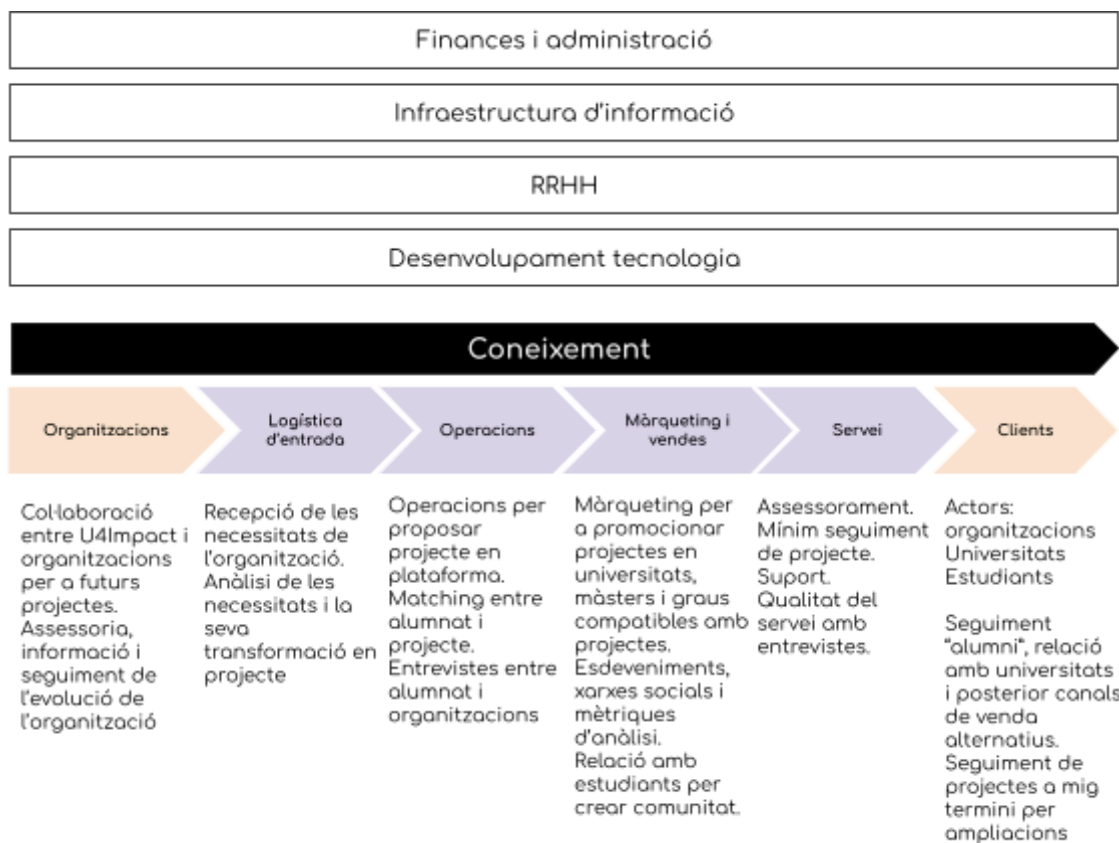 Finances i administració
Infraestructura d'informació
RRHH
Desenvolupament tecnologia
Coneixement
Organitzacions
Logística
d'entrada
Operacions
Màrqueting i
vendes
Servei
Clients
Col·laboració
entre U4Impact i
organitzacions
per a futurs
projectes.
Assessoria,
informació i
seguiment de
l'evolució de
l'organització
Recepció de les
necessitats de
l'organització.
Anàlisi de les
necessitats i la
seva
transformació en
projecte
Operacions per
proposar
projecte en
plataforma.
Matching entre
alumnat i
projecte.
Entrevistes entre
alumnat i
organitzacions
Màrqueting per
a promocionar
projectes en
universitats,
màsters i graus
compatibles amb
projectes.
Esdeveniments,
xarxes socials i
mètriques
d'anàlisi.
Relació amb
estudiants per
crear comunitat.
Assessorament.
Mínim seguiment
de projecte.
Suport.
Qualitat del
servei amb
entrevistes.
Actors:
organitzacions
Universitats
Estudiants
Seguiment
"alumni", relació
amb universitats
i posterior canals
de venda
alternatius.
Seguiment de
projectes a mig
termini per
ampliacions